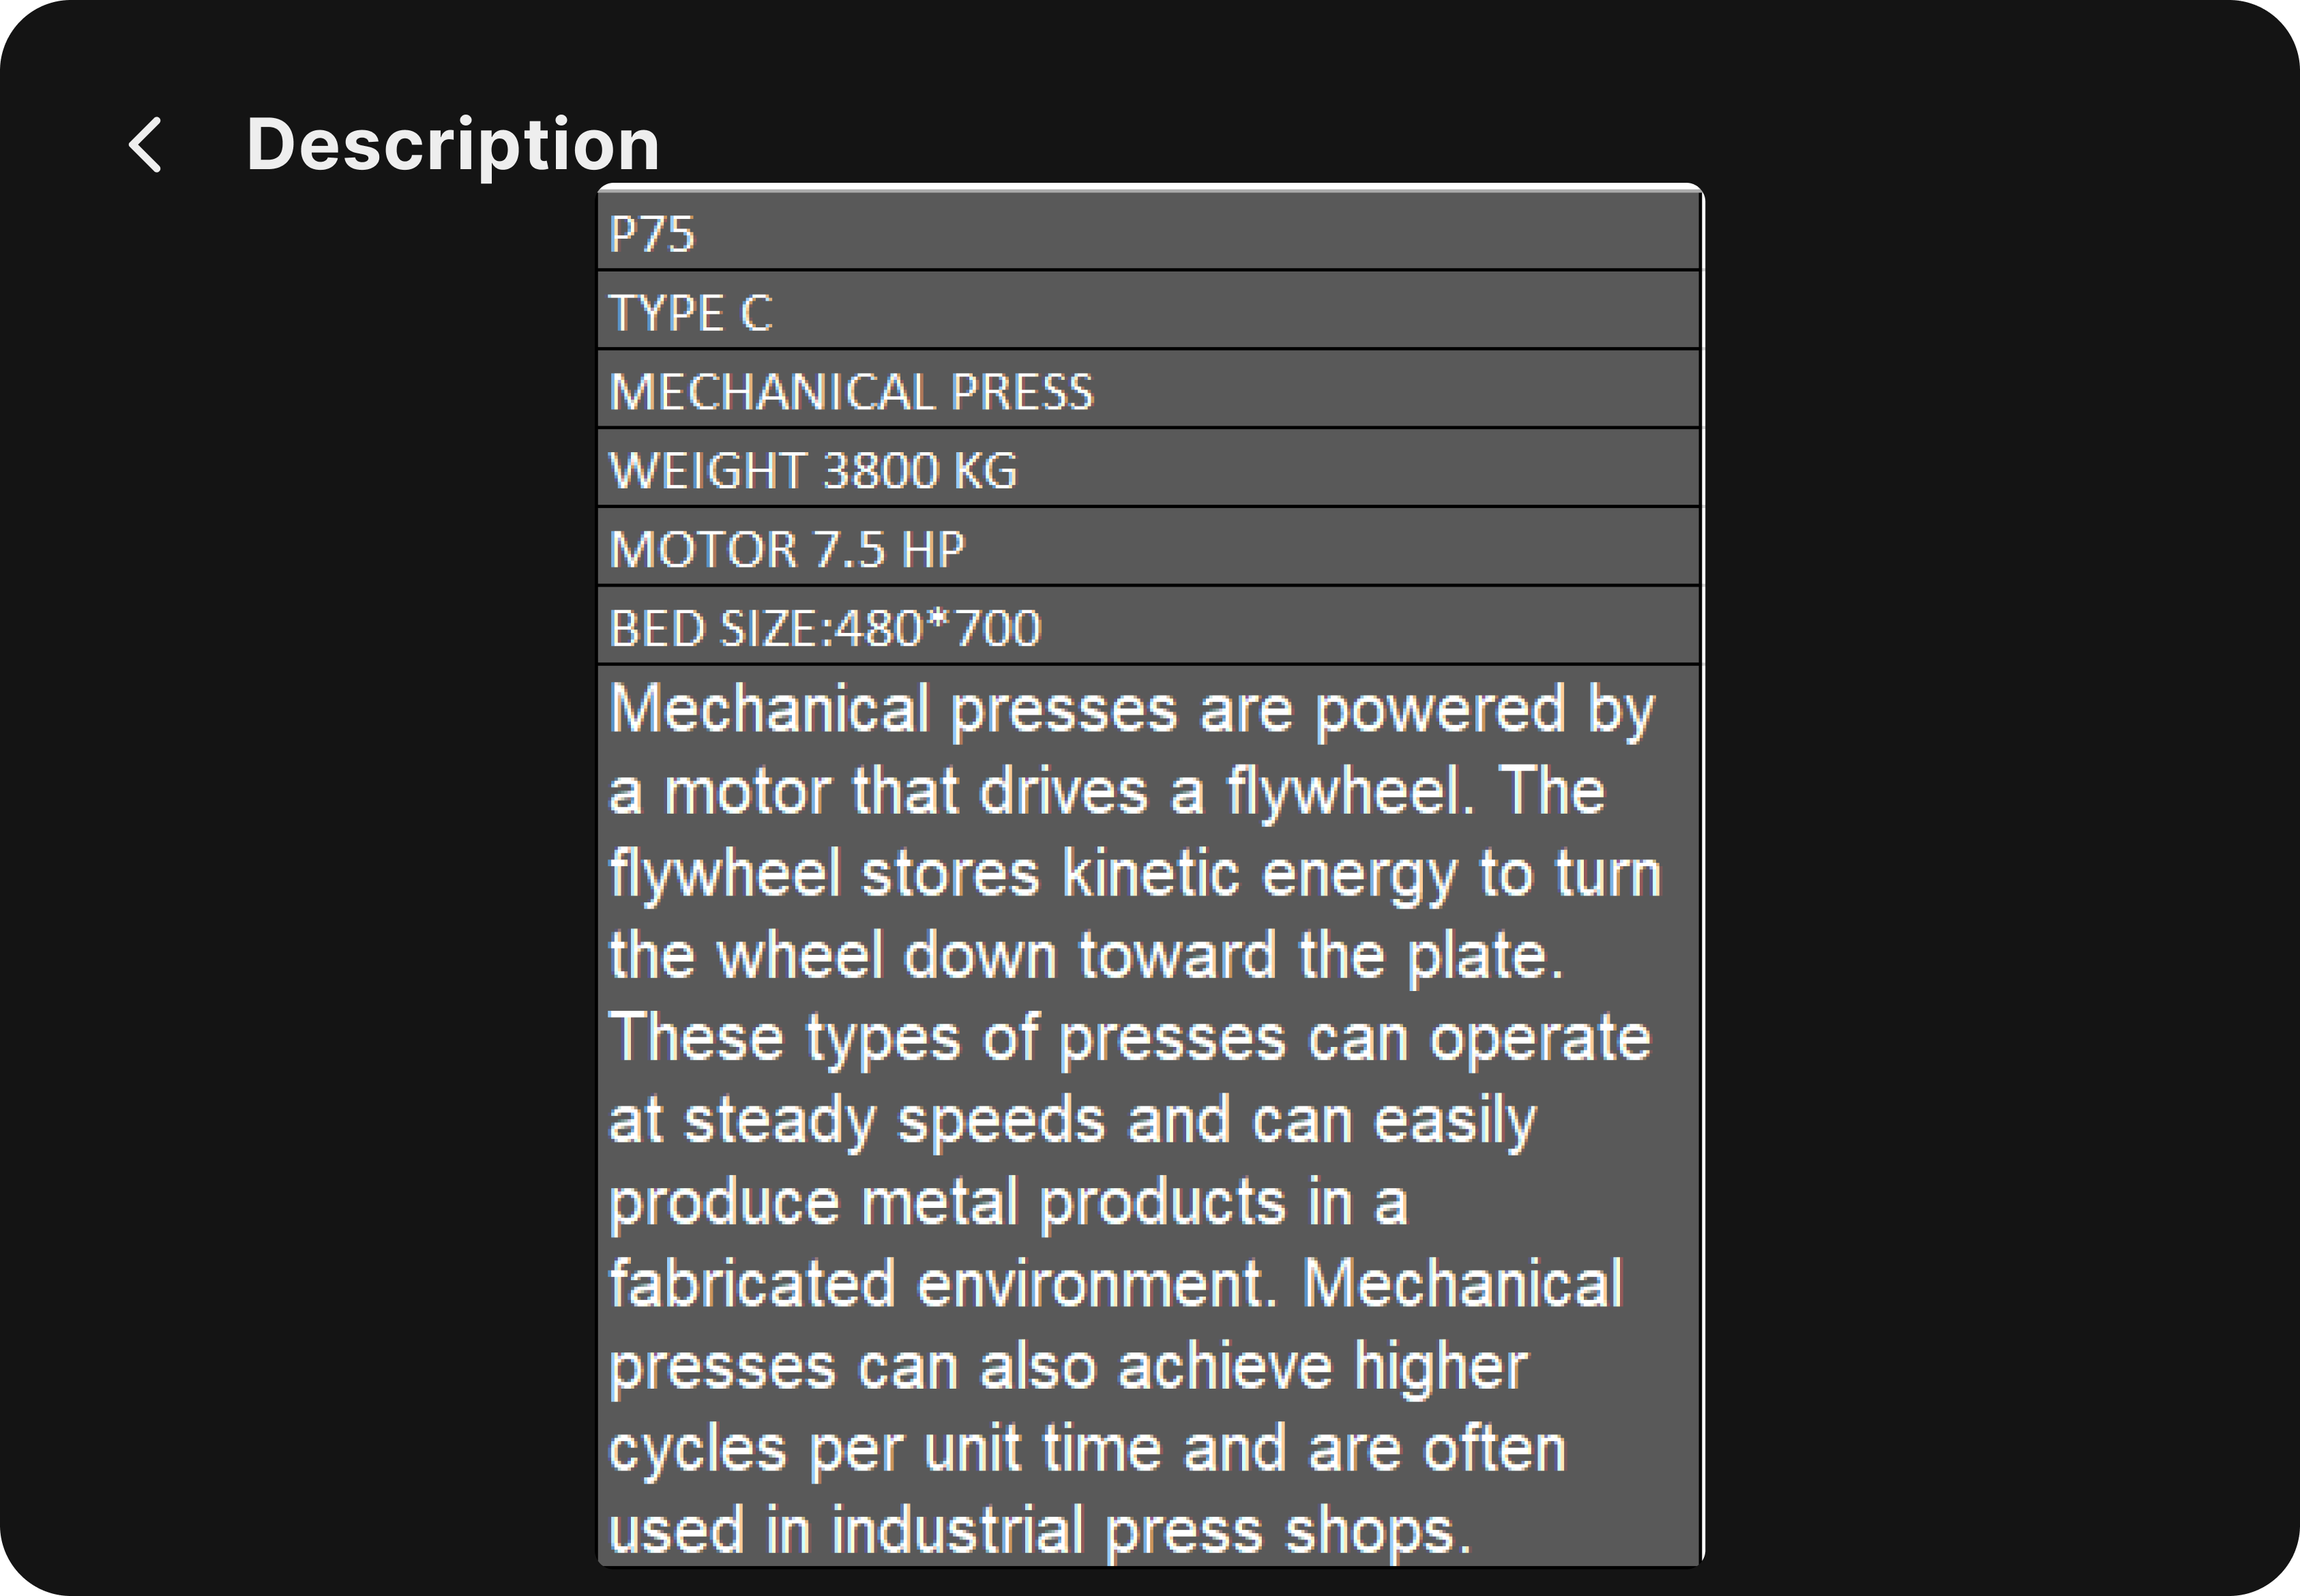 Description
P75
TYPE C
MECHANICAL PRESS
WEIGHT 3800 KG
MOTOR 7.5 HP
BED SIZE:480*700
Mechanical presses are powered by
a motor that drives a flywheel. The
flywheel stores kinetic energy to turn
the wheel down toward the plate.
These types of presses can operate
at steady speeds and can easily
produce metal products in a
fabricated environment. Mechanical
presses can also achieve higher
cycles per unit time and are often
used in industrial press shops.